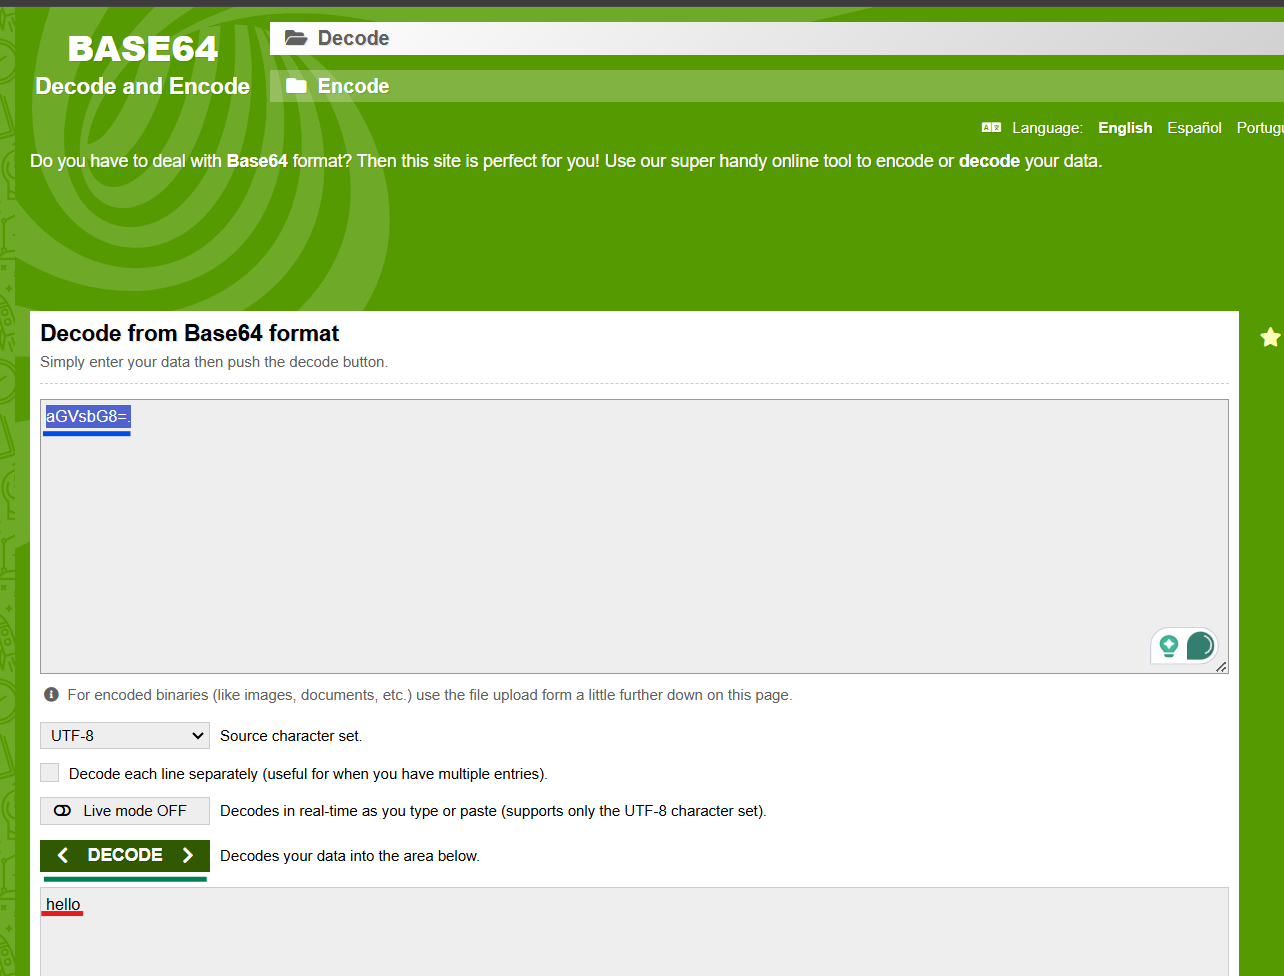 BASE64
Decode and Encode
Decode
Encode
Language: English Español Portugu
Do you have to deal with Base64 format? Then this site is perfect for you! Use our super handy online tool to encode or decode your data.
Decode from Base64 format
Simply enter your data then push the decode button.
aGVsbG8=.
For encoded binaries (like images, documents, etc.) use the file upload form a little further down on this page.
UTF-8 Source character set.
Decode each line separately (useful for when you have multiple entries).
Live mode OFF Decodes in real-time as you type or paste (supports only the UTF-8 character set).
DECODE Decodes your data into the area below.
hello